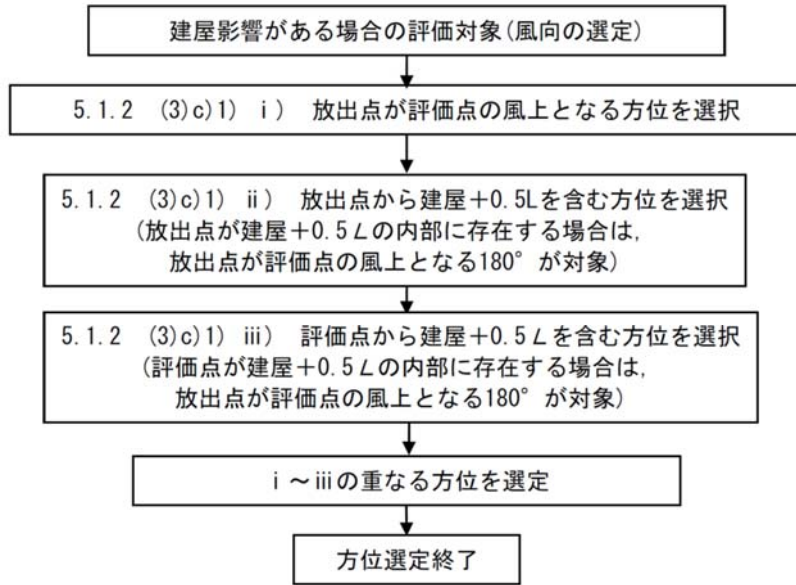 建屋影響がある場合の評価対象(風向の選定)
5.1.2 (3)c)1) ⅰ) 放出点が評価点の風上となる方位を選択
5.1.2 (3)c)1) ⅱ) 放出点から建屋+0.5Lを含む方位を選択
(放出点が建屋+0.5Lの内部に存在する場合は,
放出点が評価点の風上となる180°が対象)
5.1.2 (3)c)1) ⅲ) 評価点から建屋+0.5Lを含む方位を選択
(評価点が建屋+0.5Lの内部に存在する場合は,
放出点が評価点の風上となる180°が対象)
ⅰ～ⅲの重なる方位を選定
方位選定終了